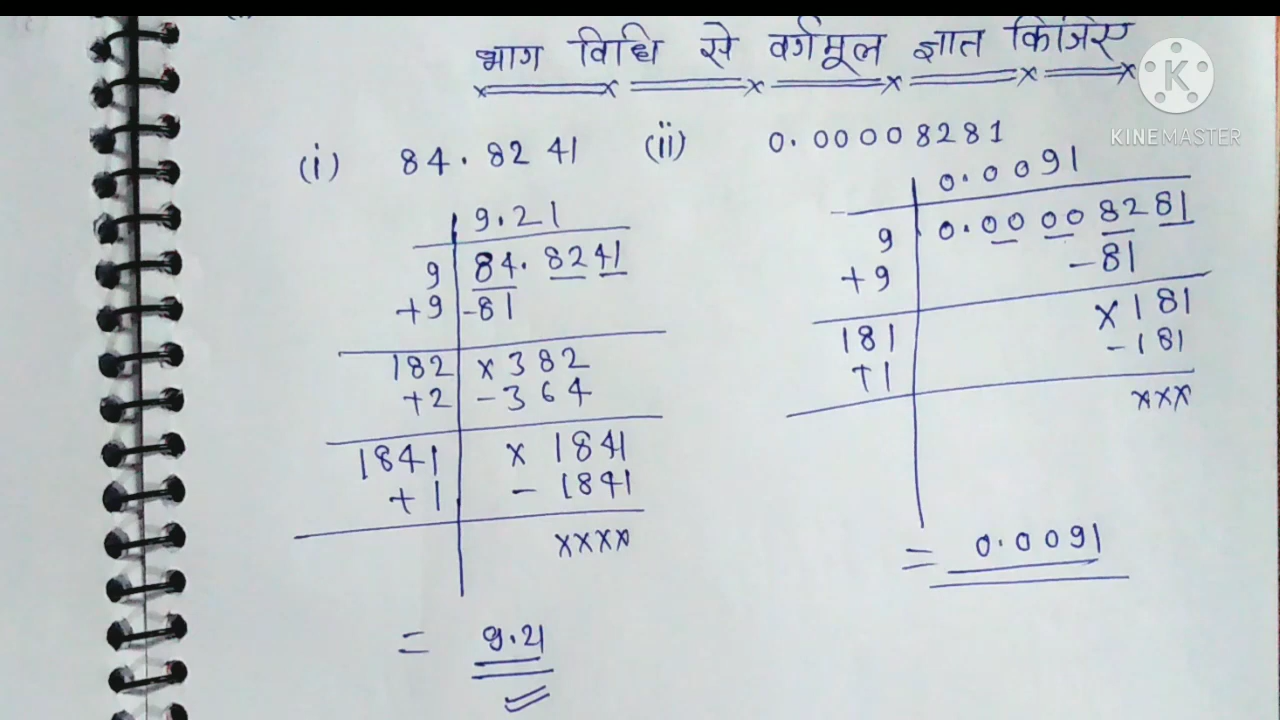 भाग विधि से वर्गमूल ज्ञात किजिए
KINEMASTER
(i) 84.8241
9.21
9 84.8241
+9 -81
182 x382
+2 -364
1841 x 1841
+1 - 1841
xxxx
= 9.21
(ii) 0.00008281
0.0091
9 0.00008281
+9 -81
181 x181
+1 -181
xxx
= 0.0091